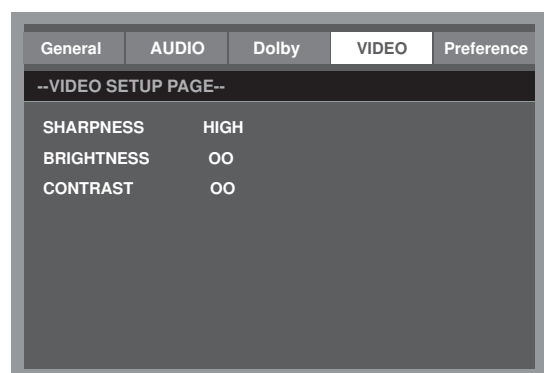 General AUDIO Dolby VIDEO Preference
--VIDEO SETUP PAGE--
SHARPNESS HIGH
BRIGHTNESS OO
CONTRAST OO